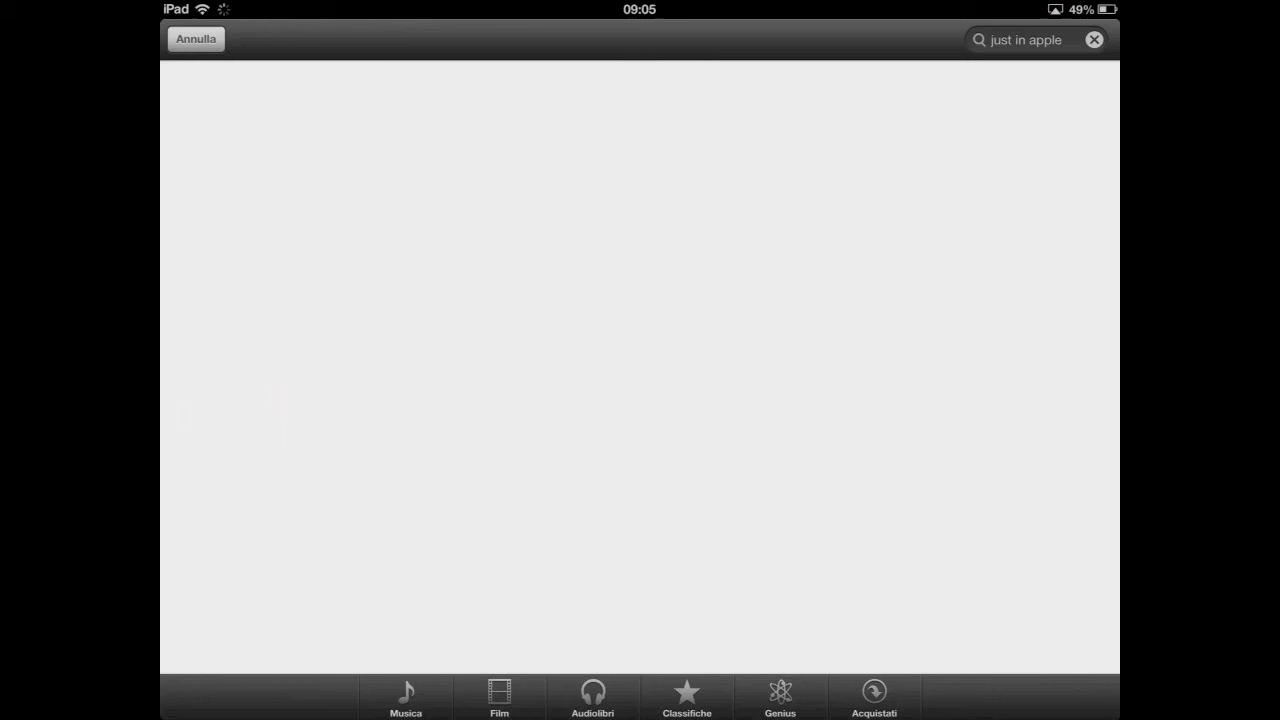 iPad 09:05 49%
Annulla just in apple
Musica Film Audiolibri Classifiche Genius Acquistati